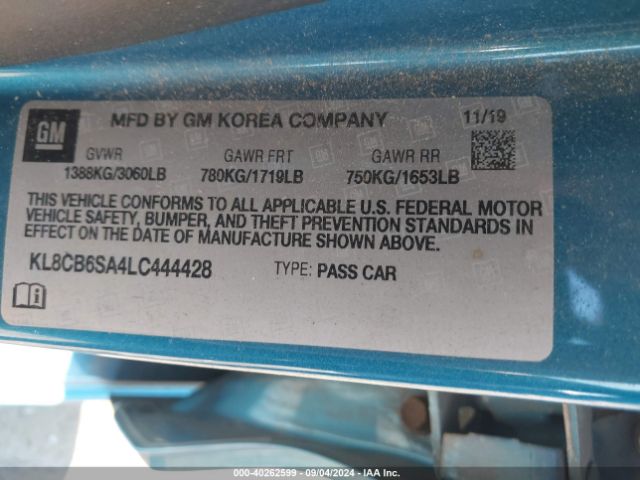 GM
MFD BY GM KOREA COMPANY 11/19
GVWR GAWR FRT GAWR RR
1388KG/3060LB 780KG/1719LB 750KG/1653LB
THIS VEHICLE CONFORMS TO ALL APPLICABLE U.S. FEDERAL MOTOR
VEHICLE SAFETY, BUMPER, AND THEFT PREVENTION STANDARDS IN
EFFECT ON THE DATE OF MANUFACTURE SHOWN ABOVE.
KL8CB6SA4LC444428 TYPE: PASS CAR
000-40262599 - 09/04/2024 - IAA Inc.